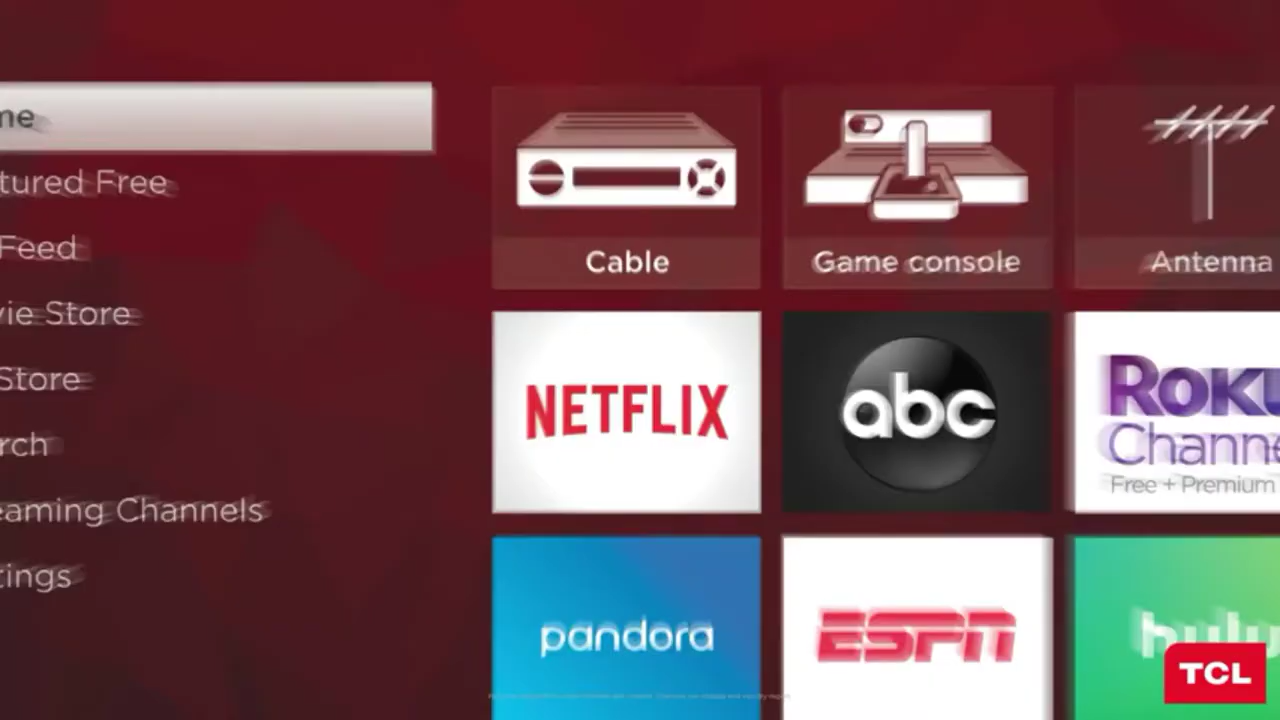 me
tured Free
Feed
vie Store
Store
rch
eaming Channels
tings
Cable
Game console
Antenna
NETFLIX
abc
Roku
Channe
Free + Premium
pandora
ESPN
hulu
TCL